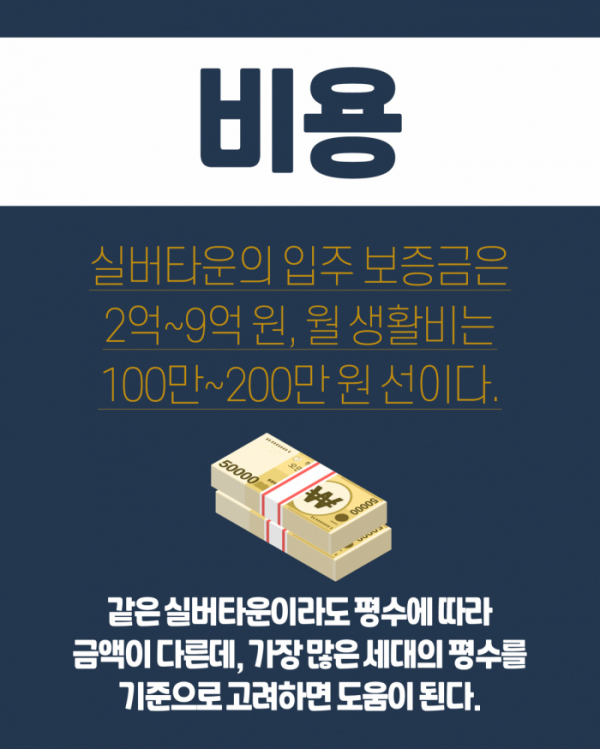 비용
실버타운의 입주 보증금은
2억~9억 원, 월 생활비는
100만~200만 원 선이다.
50000
50000
50000
같은 실버타운이라도 평수에 따라
금액이 다른데, 가장 많은 세대의 평수를
기준으로 고려하면 도움이 된다.